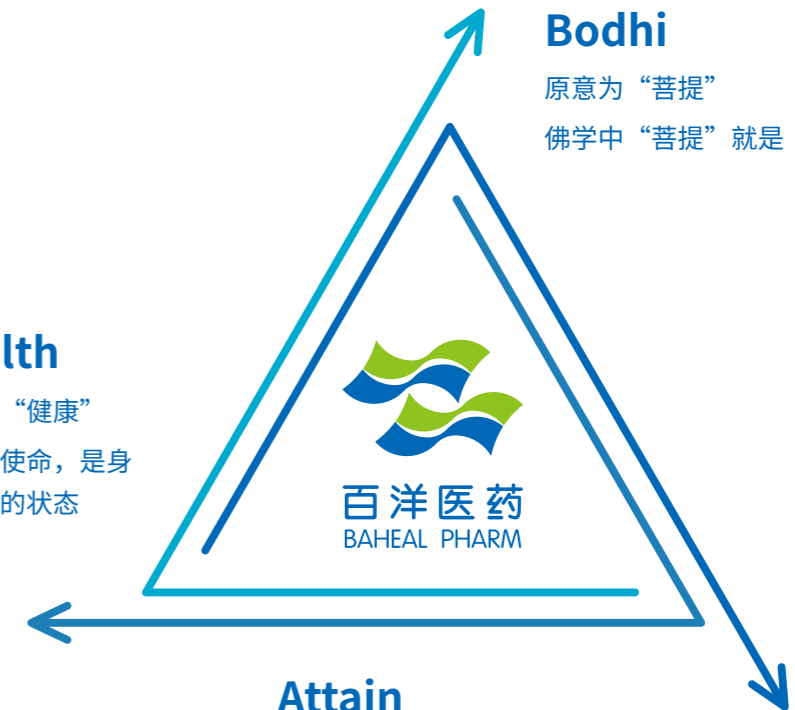 Bodhi
原意为“菩提”
佛学中“菩提”就是
lth
“健康”
使命，是身
的状态
百洋医药
BAHEAL PHARM
Attain